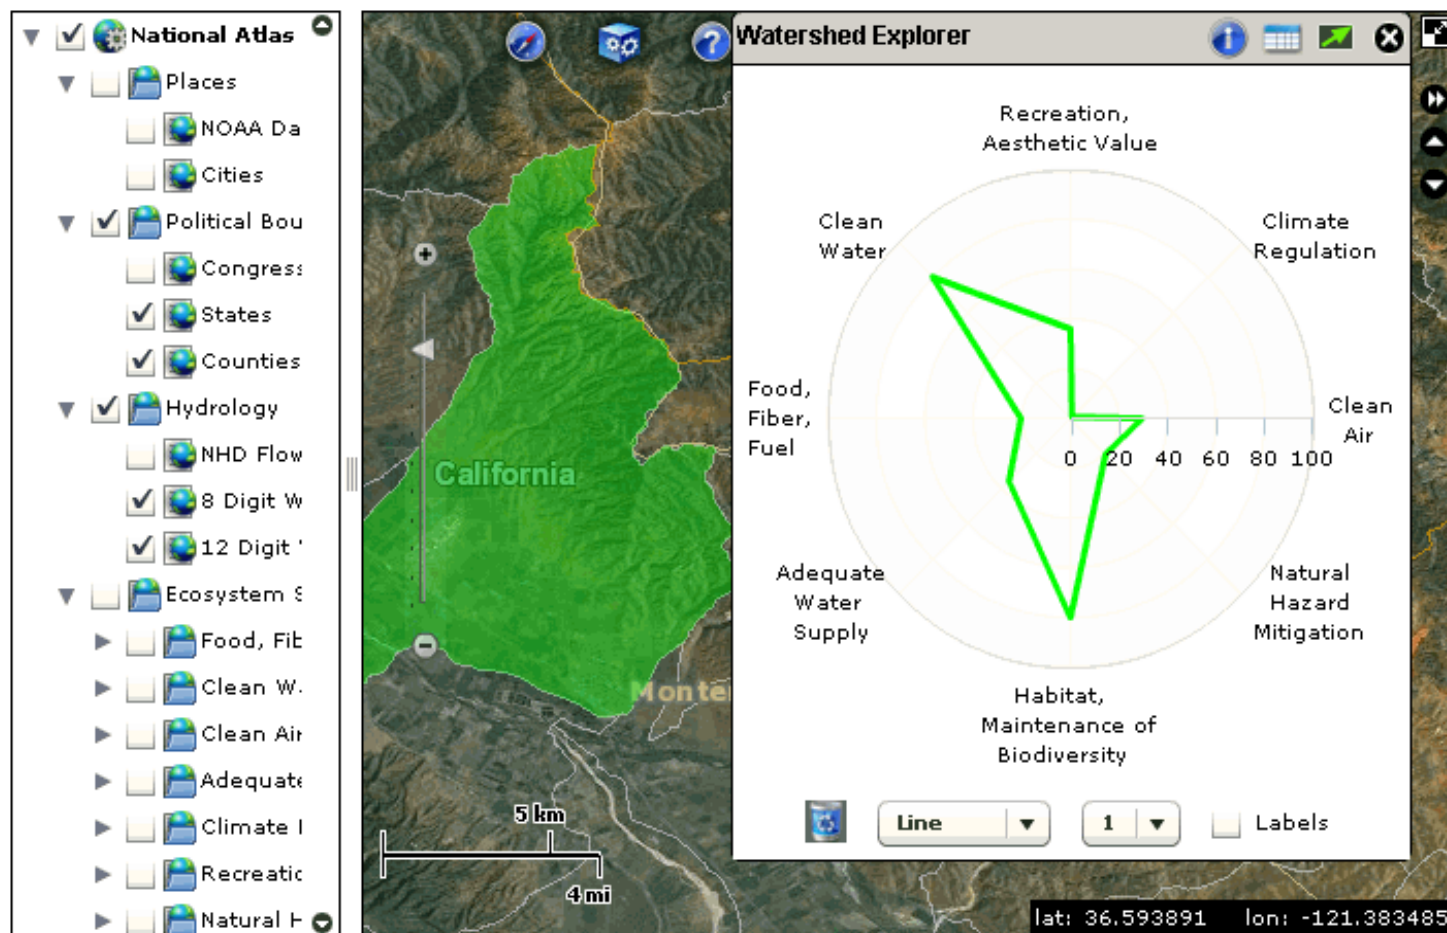 National Atlas
Places
NOAA Da
Cities
Political Bou
Congress
States
Counties
Hydrology
NHD Flow
8 Digit W
12 Digit '
Ecosystem S
Food, Fib
Clean W.
Clean Air
Adequate
Climate I
Recreatic
Natural H
California
Monte
5 km
4 mi
Watershed Explorer
Recreation,
Aesthetic Value
Clean
Water
Climate
Regulation
Food,
Fiber,
Fuel
Clean
Air
0 20 40 60 80 100
Adequate
Water
Supply
Natural
Hazard
Mitigation
Habitat,
Maintenance of
Biodiversity
Line
1
Labels
lat: 36.593891 lon: -121.383485